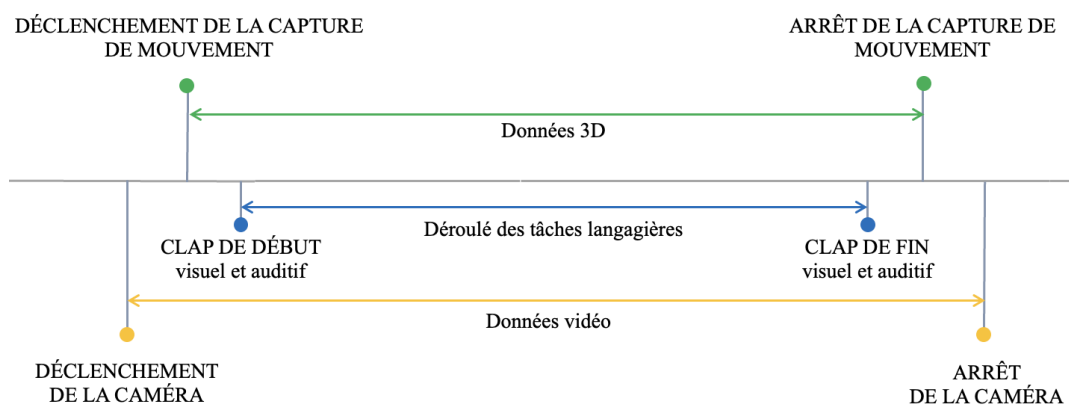 DÉCLENCHEMENT DE LA CAPTURE
DE MOUVEMENT
ARRÊT DE LA CAPTURE DE
MOUVEMENT
Données 3D
Déroulé des tâches langagières
CLAP DE DÉBUT
visuel et auditif
CLAP DE FIN
visuel et auditif
Données vidéo
DÉCLENCHEMENT
DE LA CAMÉRA
ARRÊT
DE LA CAMÉRA